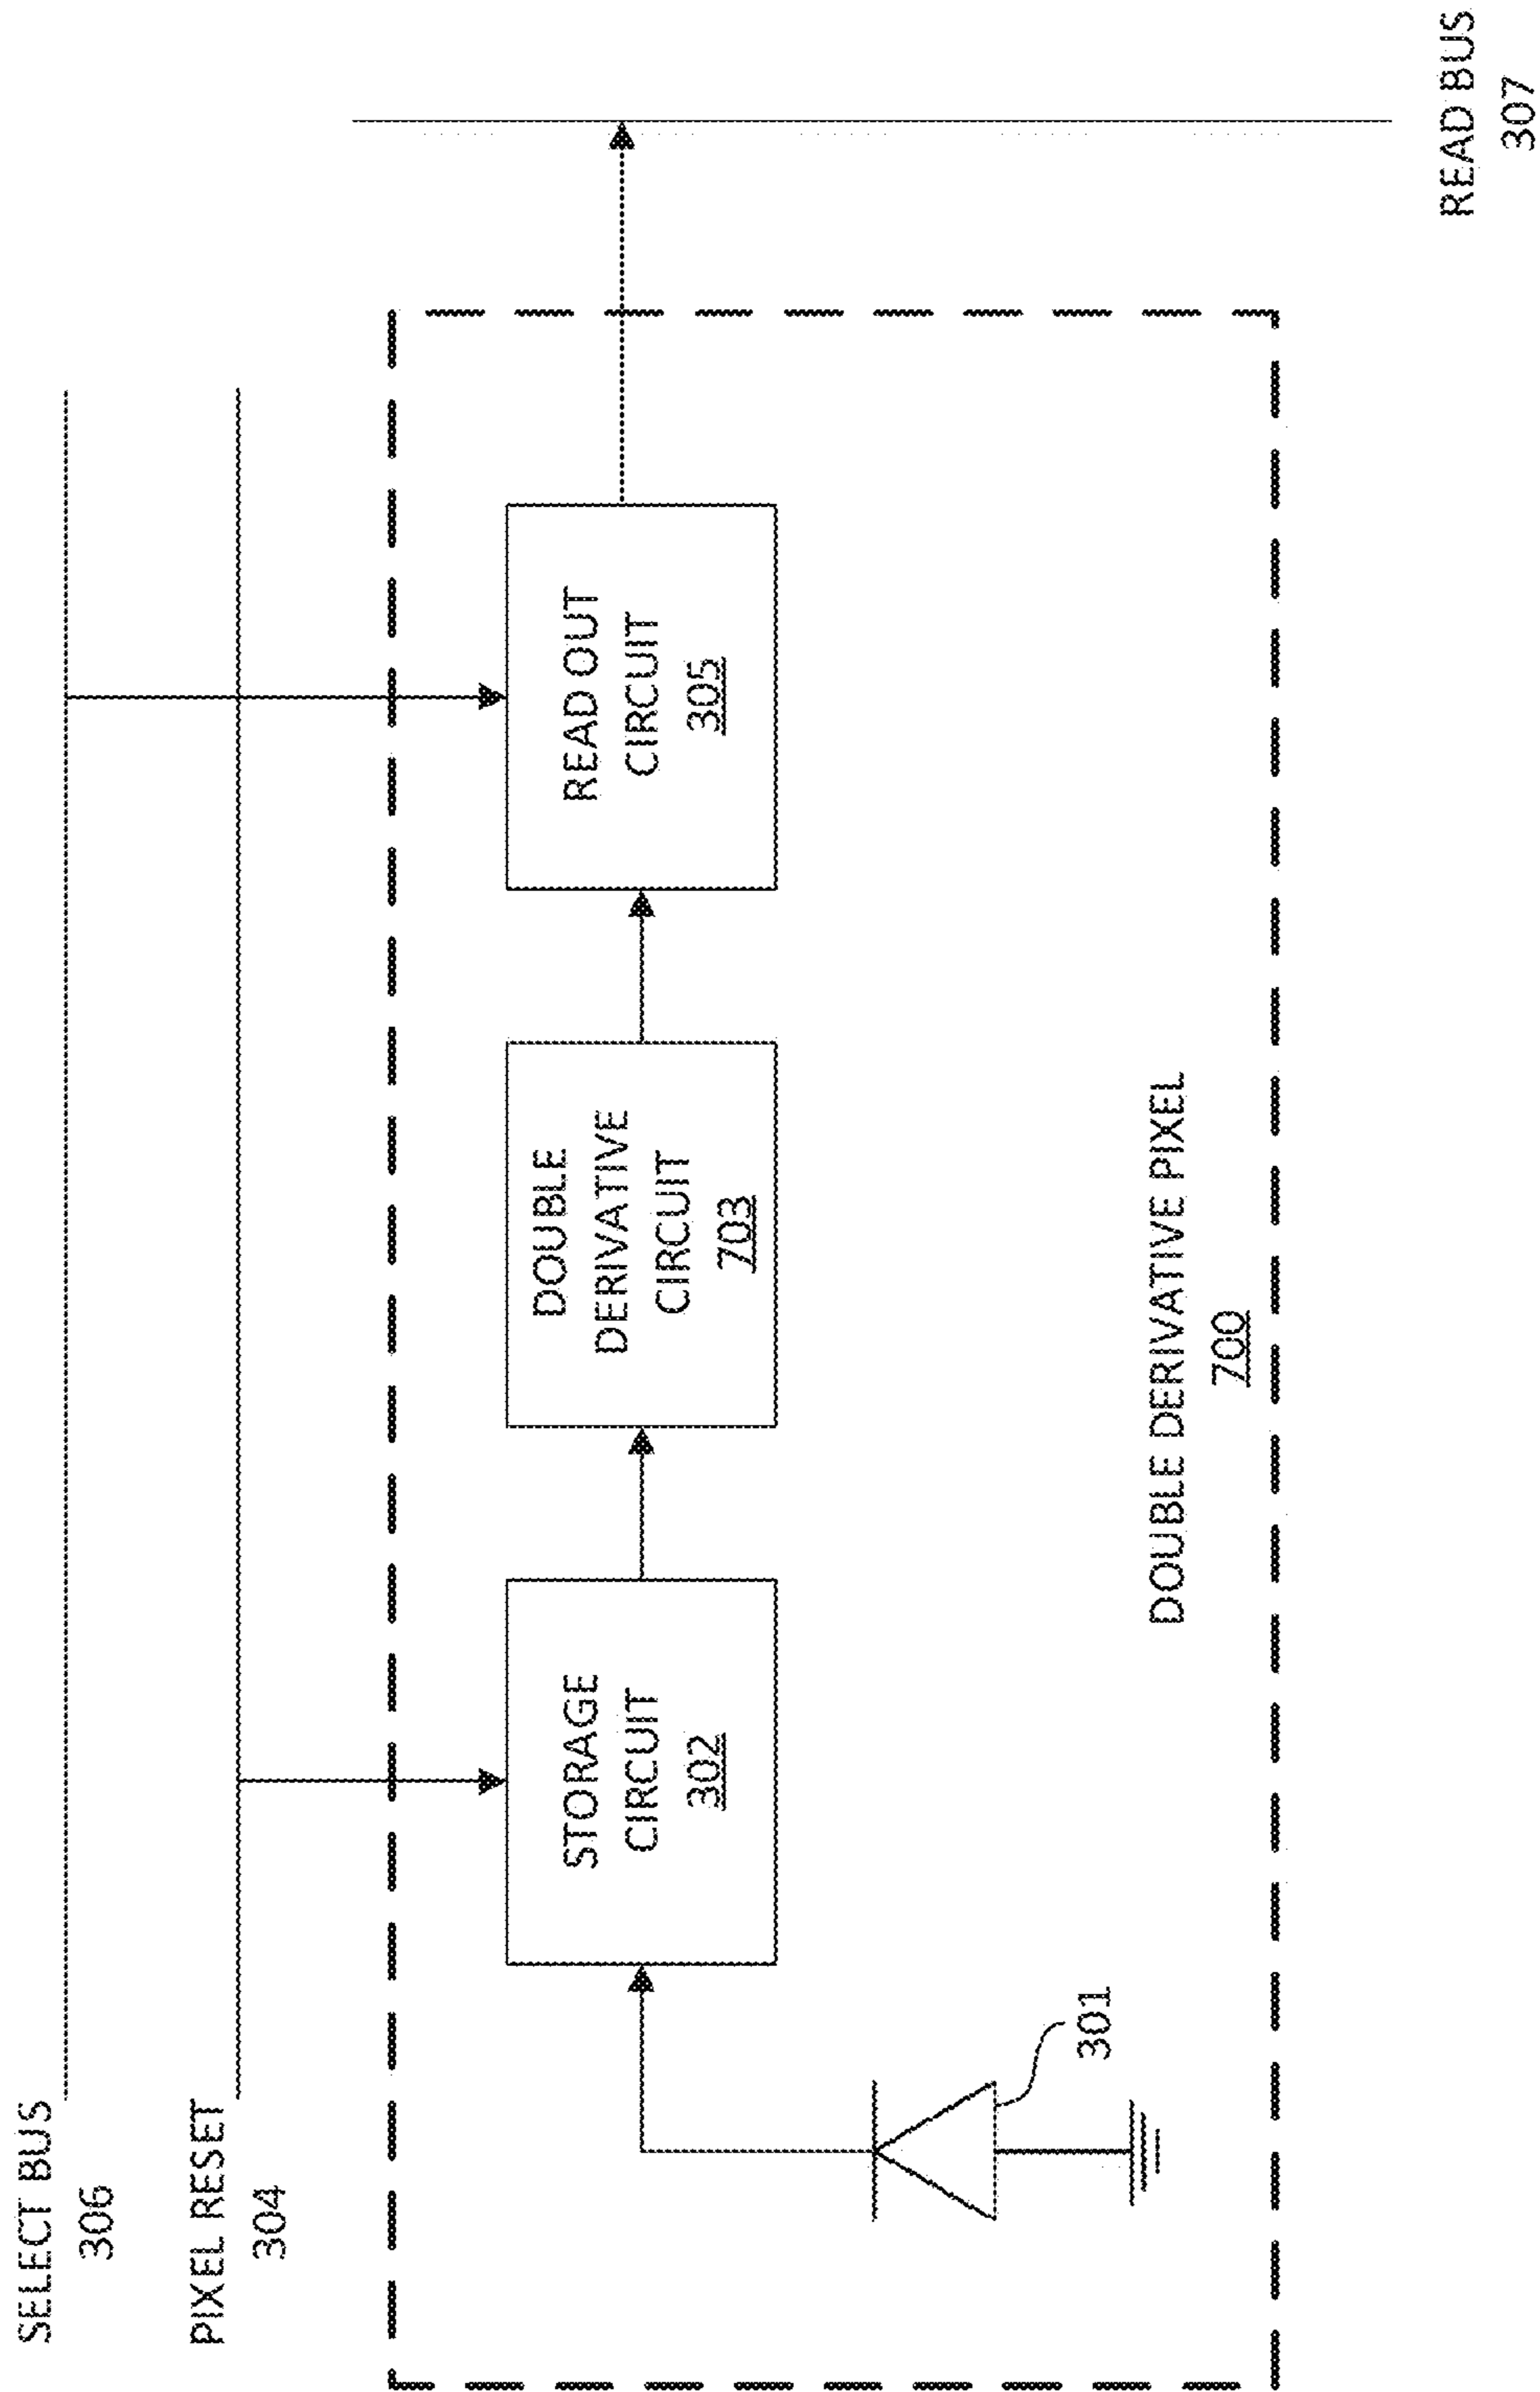 SELECT BUS
306
PIXEL RESET
304
STORAGE
CIRCUIT
302
DOUBLE
DERIVATIVE
CIRCUIT
703
READ OUT
CIRCUIT
305
301
DOUBLE DERIVATIVE PIXEL
700
READ BUS
307